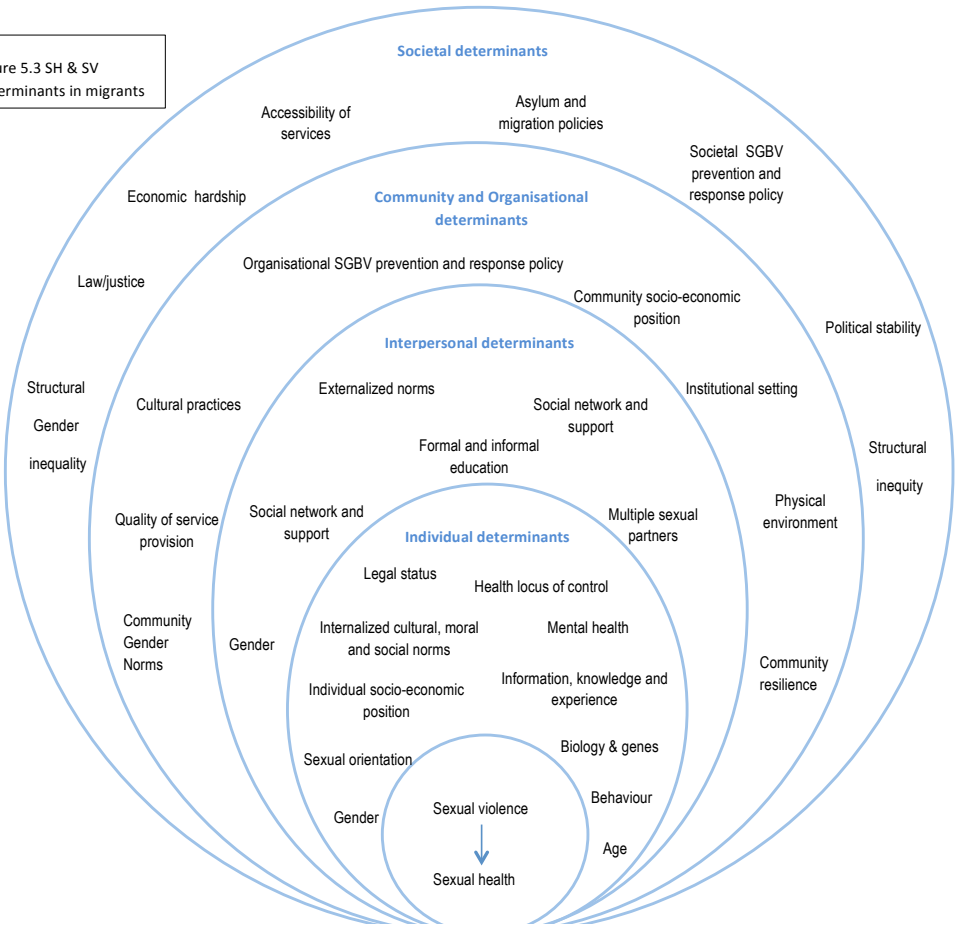 ure 5.3 SH & SV
erminants in migrants
Societal determinants
Accessibility of
services
Asylum and
migration policies
Societal SGBV
prevention and
response policy
Economic hardship
Law/justice
Political stability
Structural
Gender
inequality
Structural
inequity
Community and Organisational
determinants
Organisational SGBV prevention and response policy
Community socio-economic
position
Cultural practices
Institutional setting
Quality of service
provision
Physical
environment
Community
Gender
Norms
Community
resilience
Interpersonal determinants
Externalized norms
Social network and
support
Formal and informal
education
Social network and
support
Multiple sexual
partners
Gender
Individual determinants
Legal status
Health locus of control
Internalized cultural, moral
and social norms
Mental health
Individual socio-economic
position
Information, knowledge and
experience
Sexual orientation
Biology & genes
Gender
Behaviour
Age
Sexual violence
Sexual health